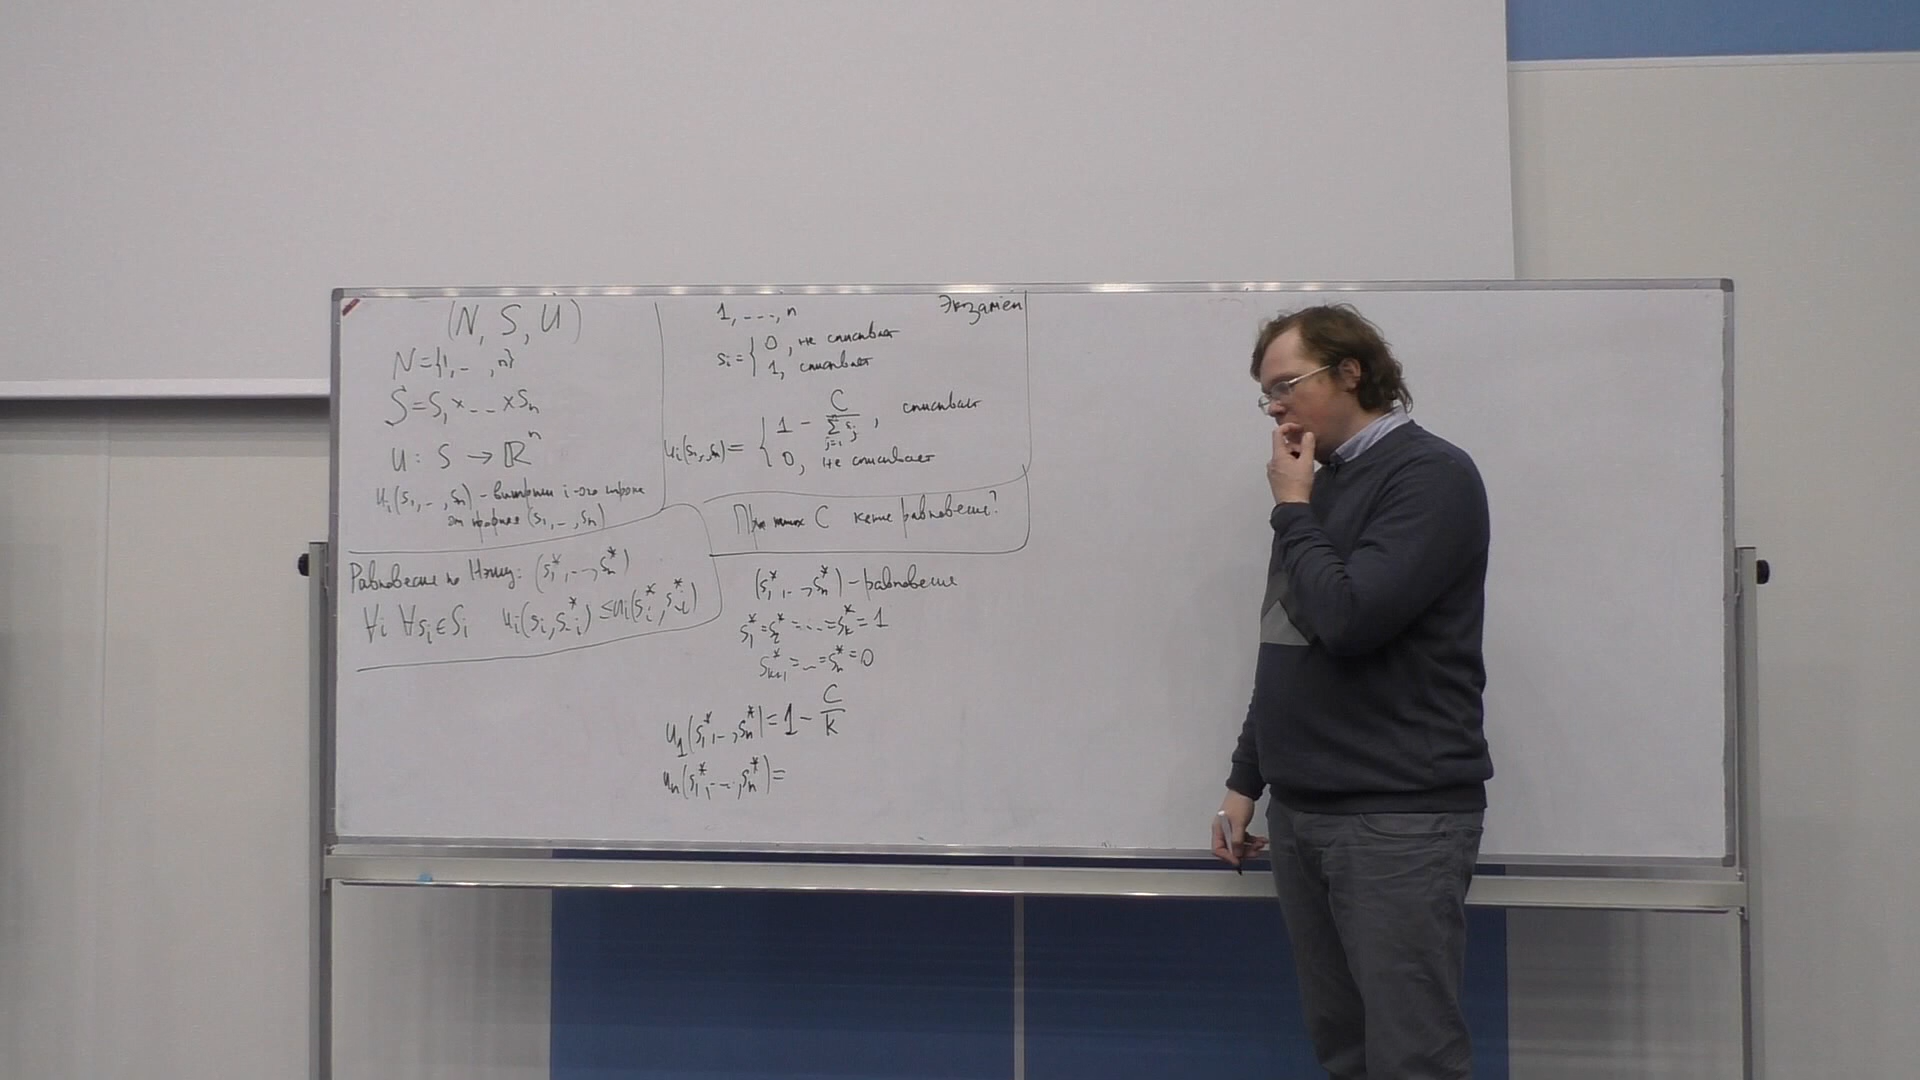 (N, S, U)
N={1,..,n}
S=S₁×...×Sₙ
U: S → ℝⁿ
uᵢ(s₁,..,sₙ) - выигрыш i-ого игрока
от профиля (s₁,..,sₙ)
Равновесие по Нэшу: (s₁*,..,sₙ*)
∀i ∀sᵢ∈Sᵢ uᵢ(sᵢ,s₋ᵢ*) ≤ uᵢ(sᵢ*,s₋ᵢ*)
Экзамен
1,....,n
sᵢ = { 0, не списывает
1, списывает
uᵢ(s₁,..,sₙ) = { 1 - C/∑ⱼ₌₁ⁿ sⱼ, списывает
0, не списывает
При каких C какие равновесия?
(s₁*,..,sₙ*) - равновесие
s₁*=s₂*=...=sₖ*=1
sₖ₊₁*=..=sₙ*=0
u₁(s₁*,..,sₙ*)=1-C/k
uₙ(s₁*,...,sₙ*)=